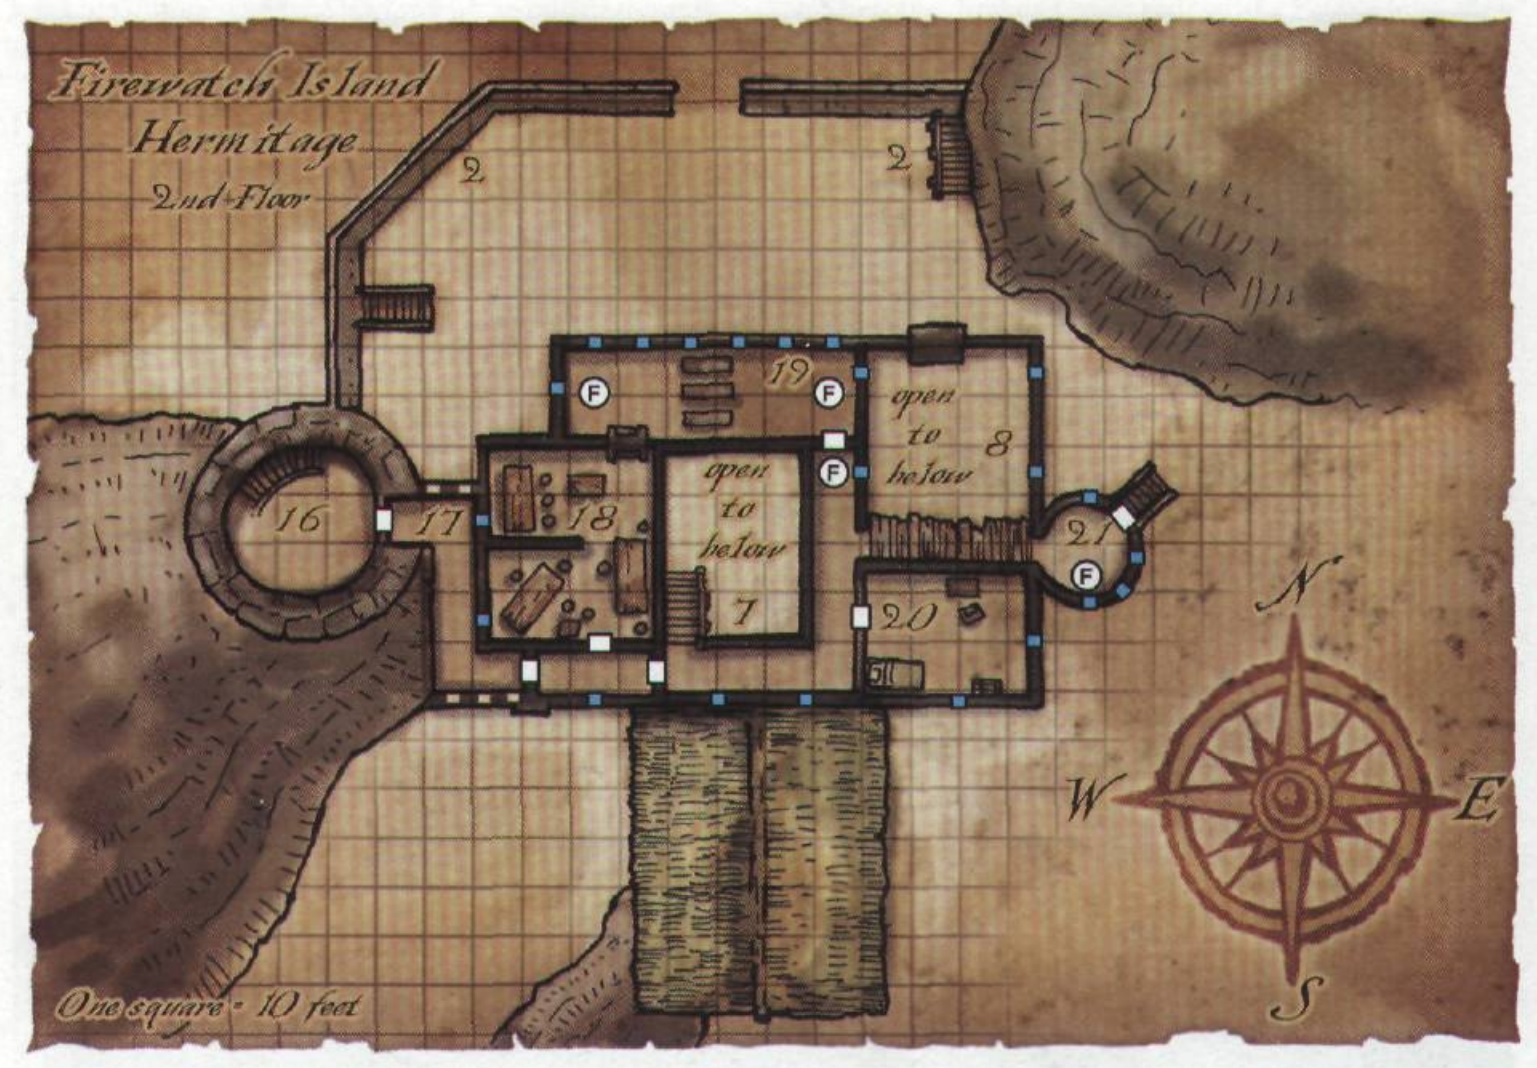 Firewatch Island
Hermitage
2nd Floor
2
2
19
F
F
open
to
below
8
F
16
17
18
open
to
below
7
21
F
20
N
W
E
S
One square = 10 feet